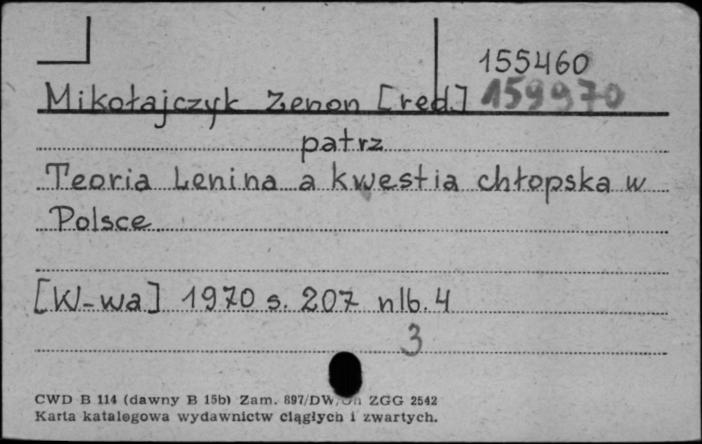 155460
Mikołajczyk Zenon [red.] 159970
patrz
Teoria Lenina a kwestia chłopska w
Polsce
[W-wa] 1970 s. 207 nlb. 4
3
CWD B 114 (dawny B 15b) Zam. 897/DW ZGG 2542
Karta katalogowa wydawnictw ciągłych i zwartych.